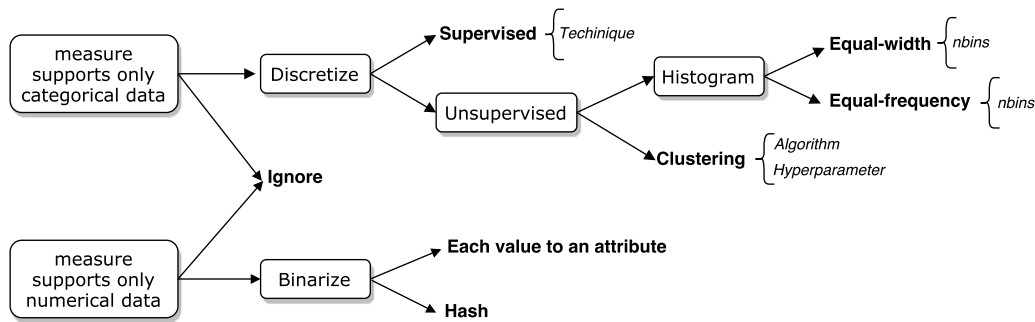 measure
supports only
categorical data
Discretize
Supervised
Techinique
Unsupervised
Histogram
Equal-width
nbins
Equal-frequency
nbins
Clustering
Algorithm
Hyperparameter
Ignore
measure
supports only
numerical data
Binarize
Each value to an attribute
Hash